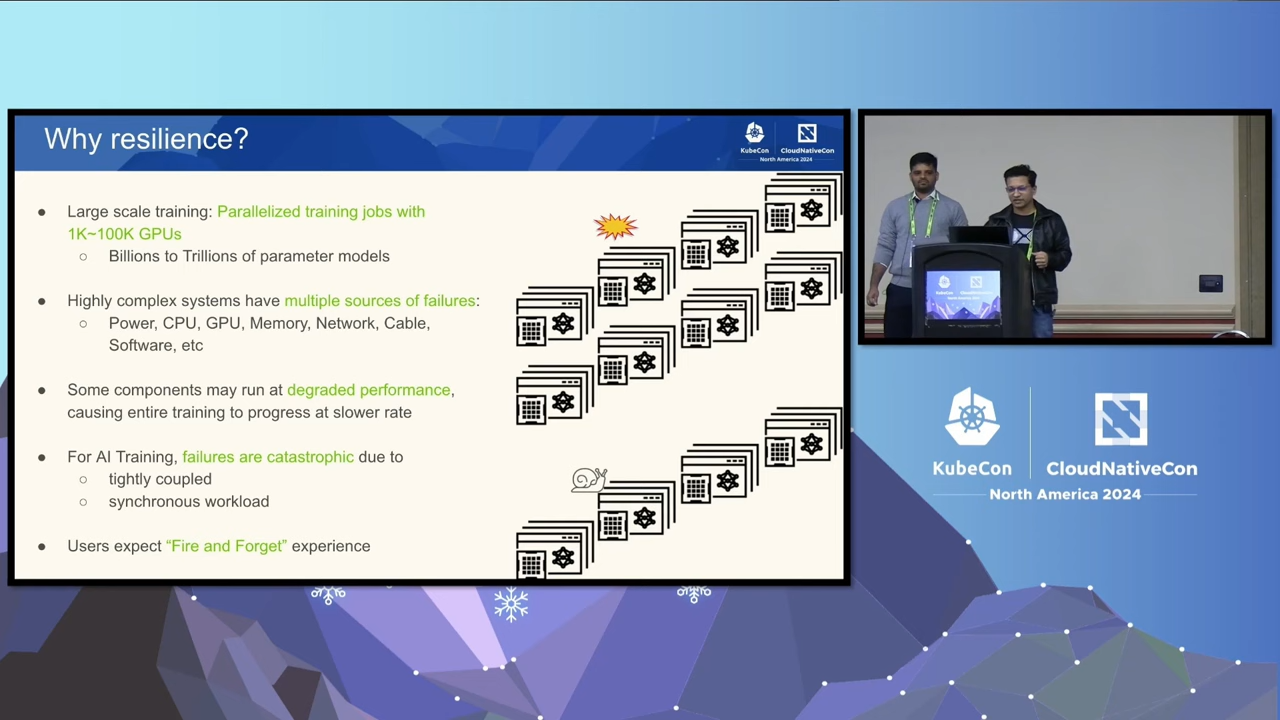 Why resilience?
KubeCon
CloudNativeCon
North America 2024
● Large scale training: Parallelized training jobs with
1K~100K GPUs
○ Billions to Trillions of parameter models
● Highly complex systems have multiple sources of failures:
○ Power, CPU, GPU, Memory, Network, Cable,
Software, etc
● Some components may run at degraded performance,
causing entire training to progress at slower rate
● For AI Training, failures are catastrophic due to
○ tightly coupled
○ synchronous workload
● Users expect “Fire and Forget” experience
KubeCon
CloudNativeCon
North America 2024